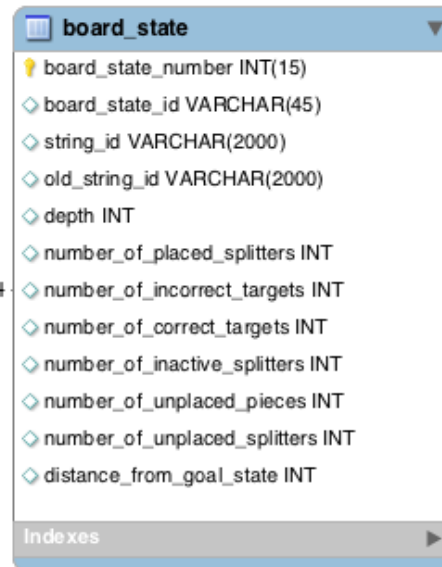 board_state
board_state_number INT(15)
board_state_id VARCHAR(45)
string_id VARCHAR(2000)
old_string_id VARCHAR(2000)
depth INT
number_of_placed_splitters INT
number_of_incorrect_targets INT
number_of_correct_targets INT
number_of_inactive_splitters INT
number_of_unplaced_pieces INT
number_of_unplaced_splitters INT
distance_from_goal_state INT
Indexes